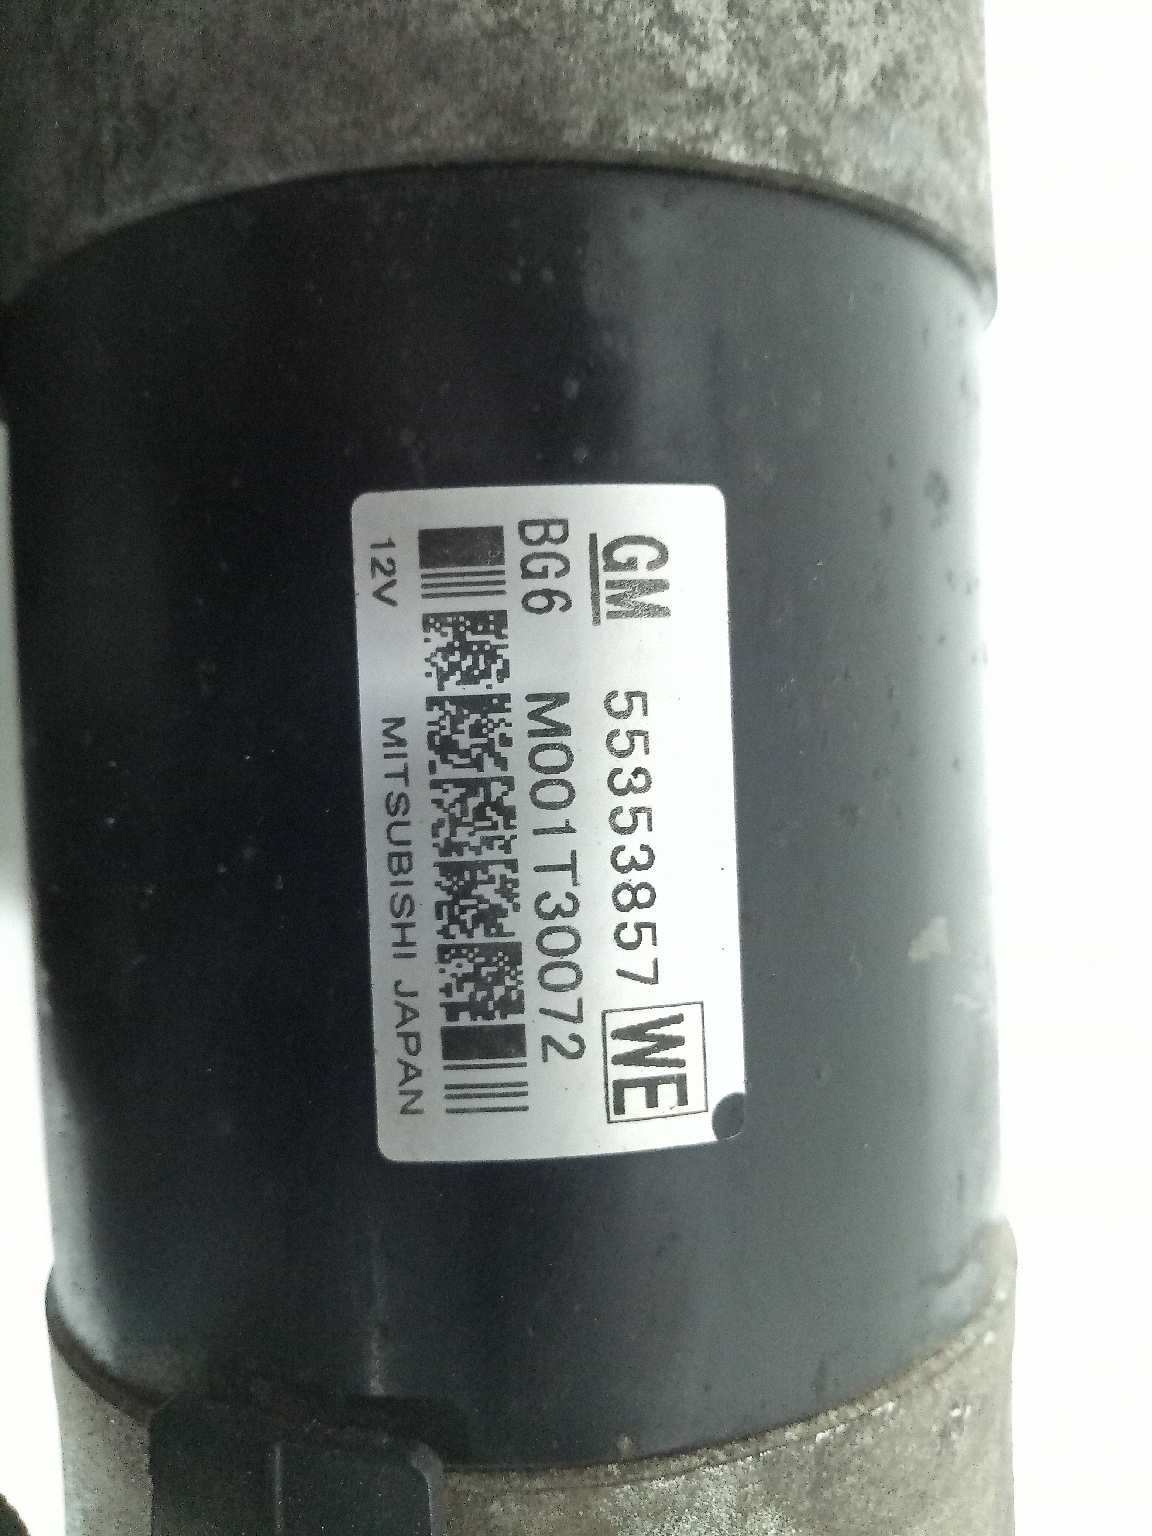 GM 55353857 WE
BG6 M001T30072
12V MITSUBISHI JAPAN